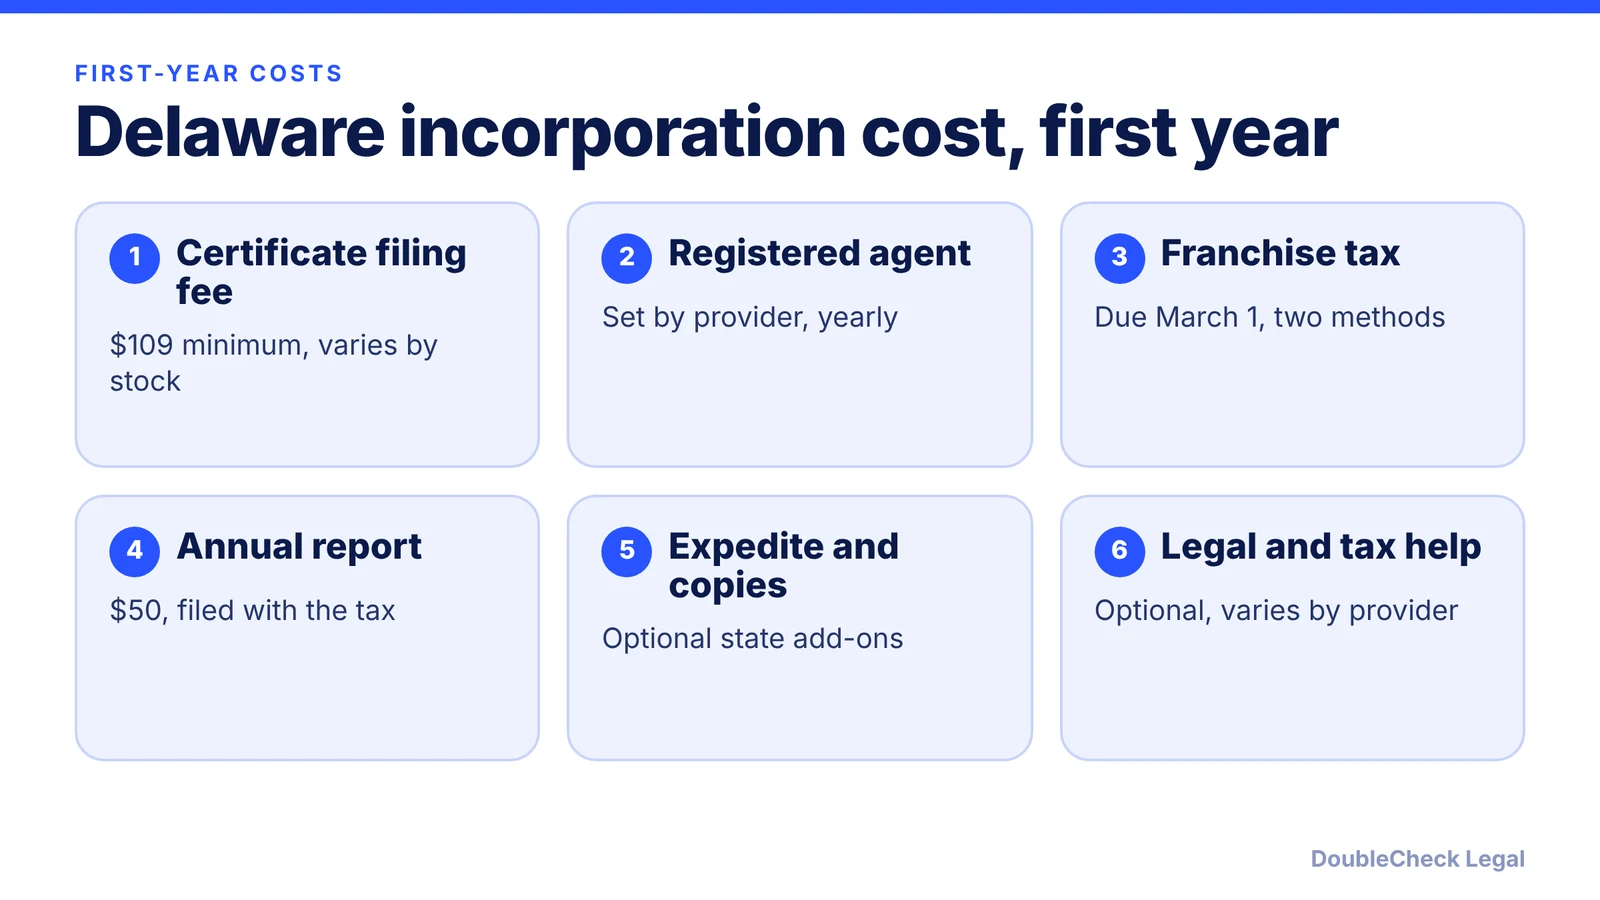 FIRST-YEAR COSTS
Delaware incorporation cost, first year
1 Certificate filing
fee
$109 minimum, varies by
stock
2 Registered agent
Set by provider, yearly
3 Franchise tax
Due March 1, two methods
4 Annual report
$50, filed with the tax
5 Expedite and
copies
Optional state add-ons
6 Legal and tax help
Optional, varies by provider
DoubleCheck Legal